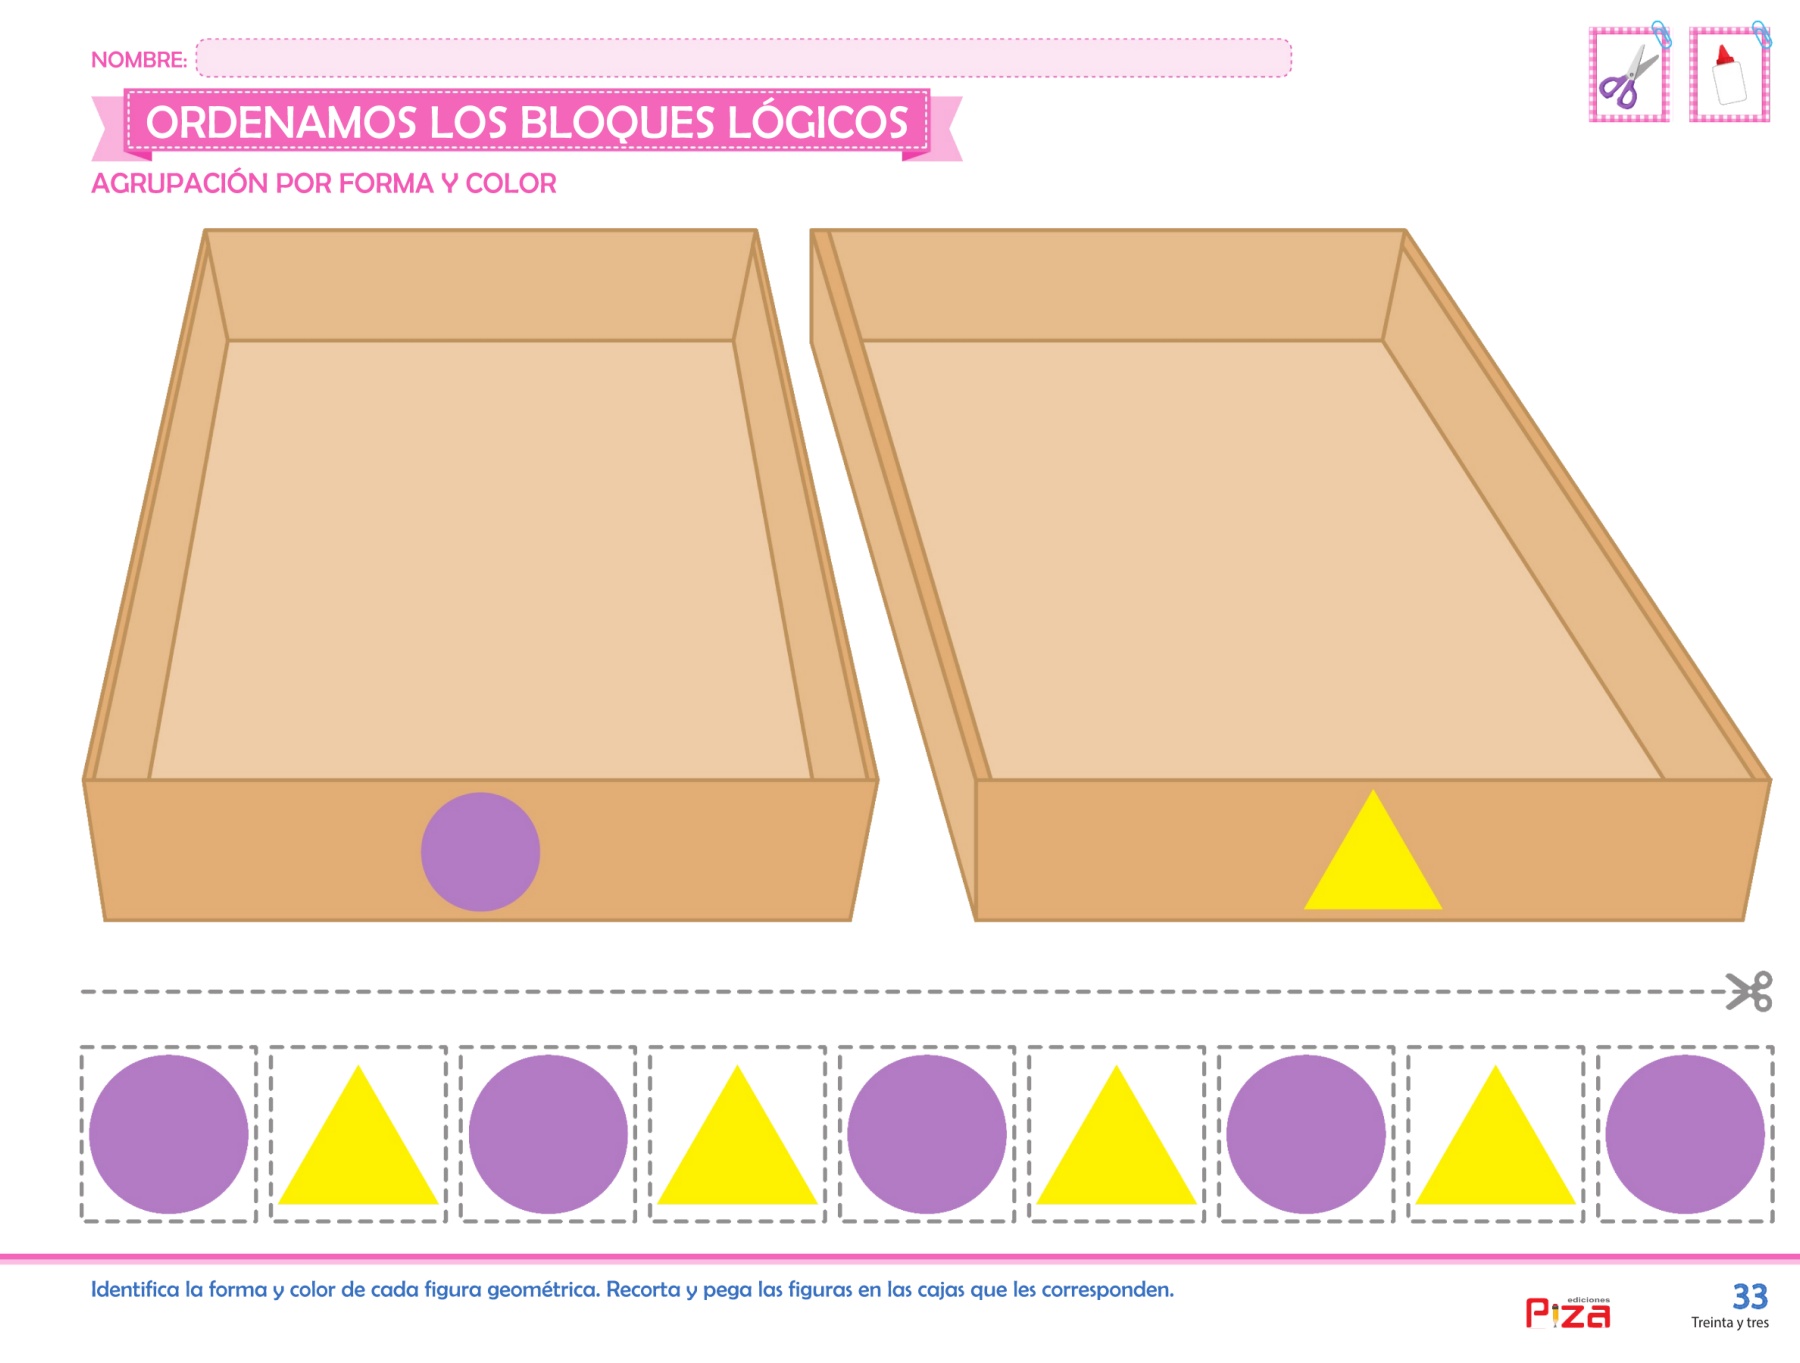 NOMBRE:
ORDENAMOS LOS BLOQUES LÓGICOS
AGRUPACIÓN POR FORMA Y COLOR
Identifica la forma y color de cada figura geométrica. Recorta y pega las figuras en las cajas que les corresponden.
ediciones
Piza
33
Treinta y tres